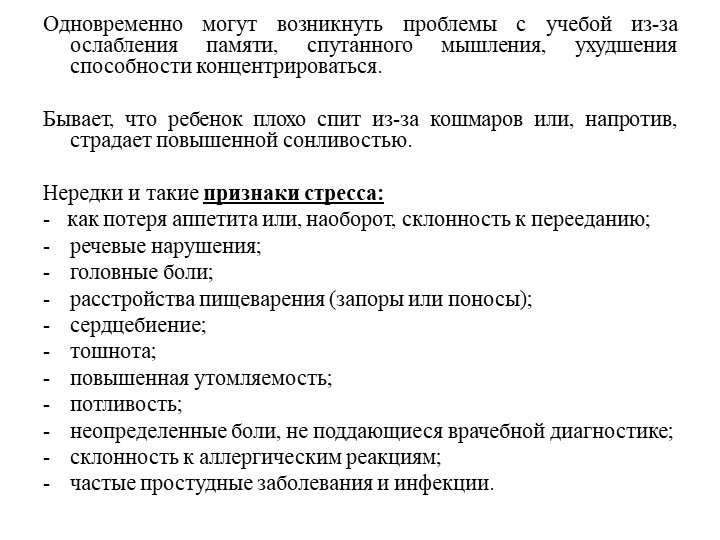 Одновременно могут возникнуть проблемы с учебой из-за
ослабления памяти, спутанного мышления, ухудшения
способности концентрироваться.
Бывает, что ребенок плохо спит из-за кошмаров или, напротив,
страдает повышенной сонливостью.
Нередки и такие признаки стресса:
- как потеря аппетита или, наоборот, склонность к перееданию;
- речевые нарушения;
- головные боли;
- расстройства пищеварения (запоры или поносы);
- сердцебиение;
- тошнота;
- повышенная утомляемость;
- потливость;
- неопределенные боли, не поддающиеся врачебной диагностике;
- склонность к аллергическим реакциям;
- частые простудные заболевания и инфекции.